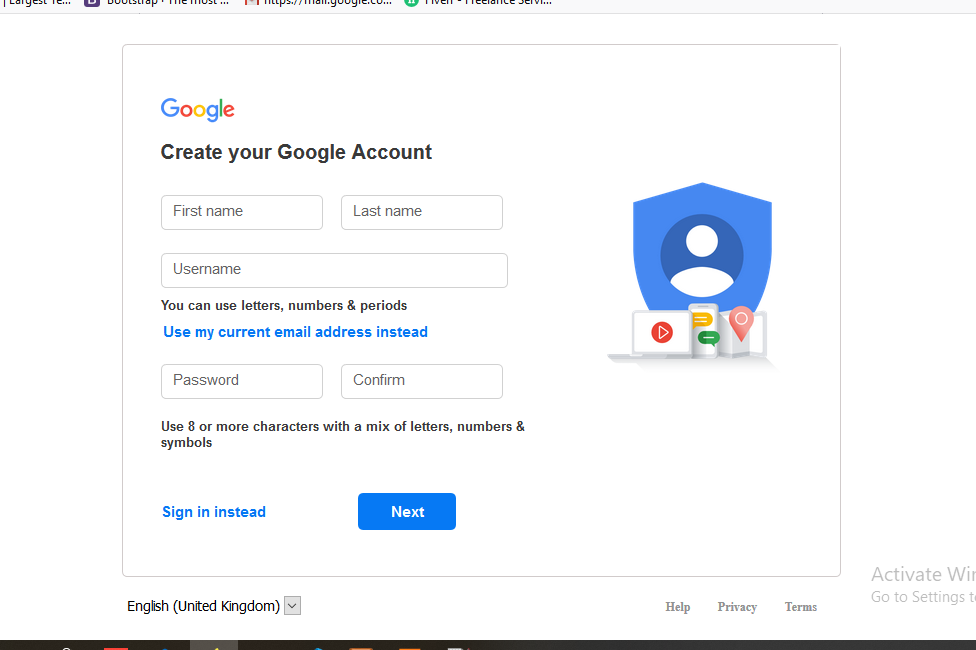 Largest Te...
B Bootstrap · The most ...
https://mail.google.co...
Fiverr - Freelance Servi...
Google
Create your Google Account
First name
Last name
Username
You can use letters, numbers & periods
Use my current email address instead
Password
Confirm
Use 8 or more characters with a mix of letters, numbers &
symbols
Sign in instead
Next
English (United Kingdom)
Help
Privacy
Terms
Activate Win
Go to Settings t